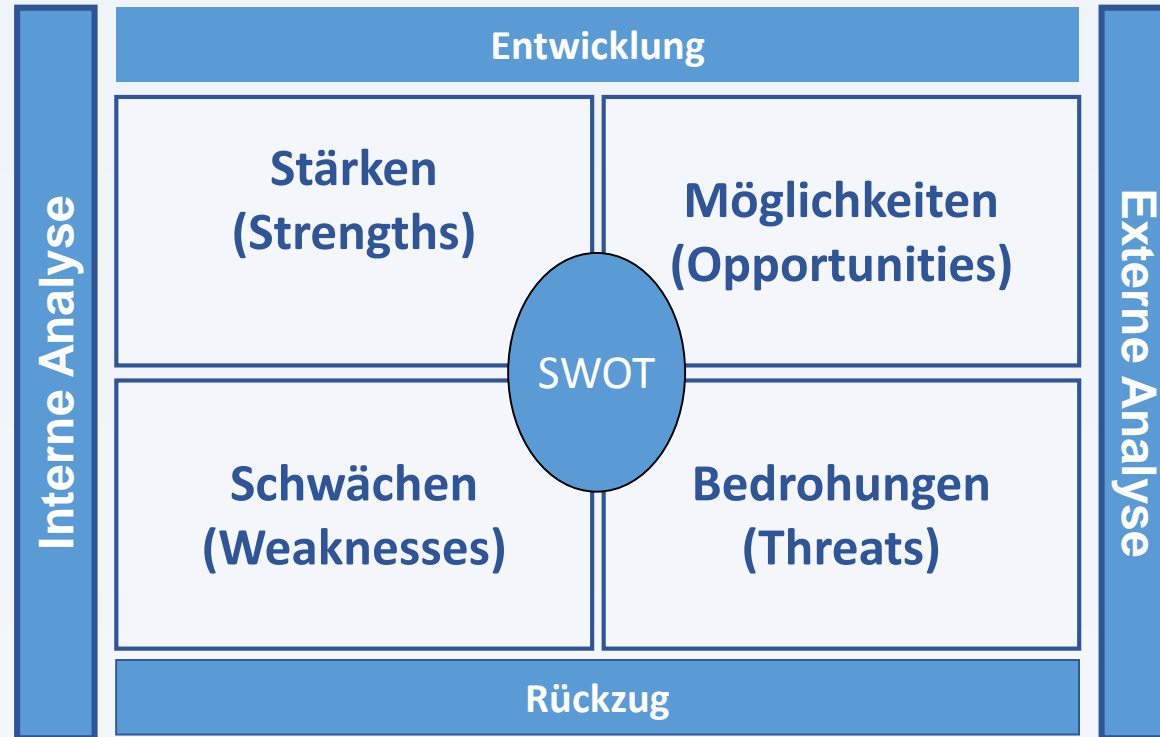 Entwicklung
Interne Analyse
Stärken
(Strengths)
Möglichkeiten
(Opportunities)
SWOT
Schwächen
(Weaknesses)
Bedrohungen
(Threats)
Externe Analyse
Rückzug